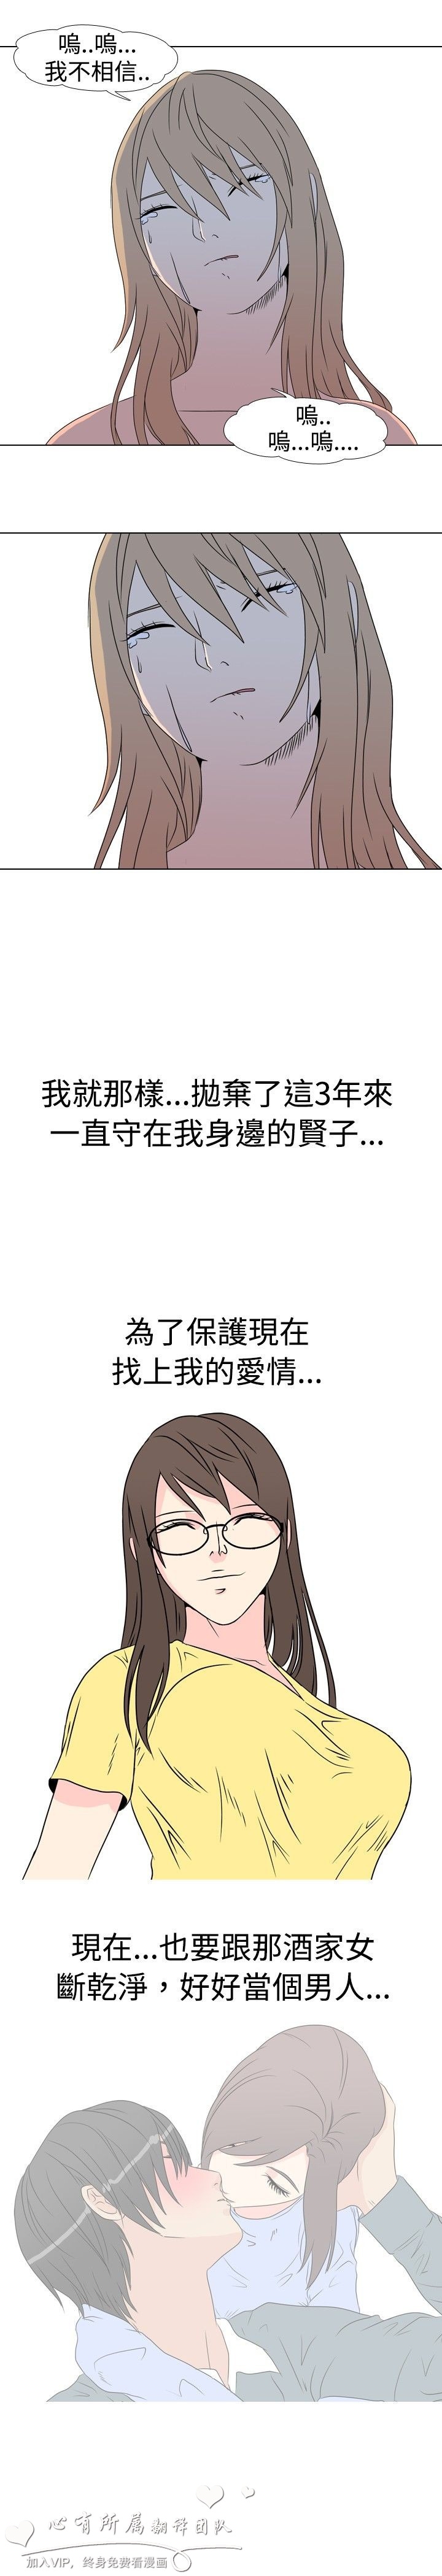 嗚..嗚...
我不相信..
嗚..
嗚...嗚....
我就那樣...拋棄了這3年來
一直守在我身邊的賢子...
為了保護現在
找上我的愛情...
現在...也要跟那酒家女
斷乾淨，好好當個男人...
心有所属翻译团队
加入VIP，终身免费看漫画